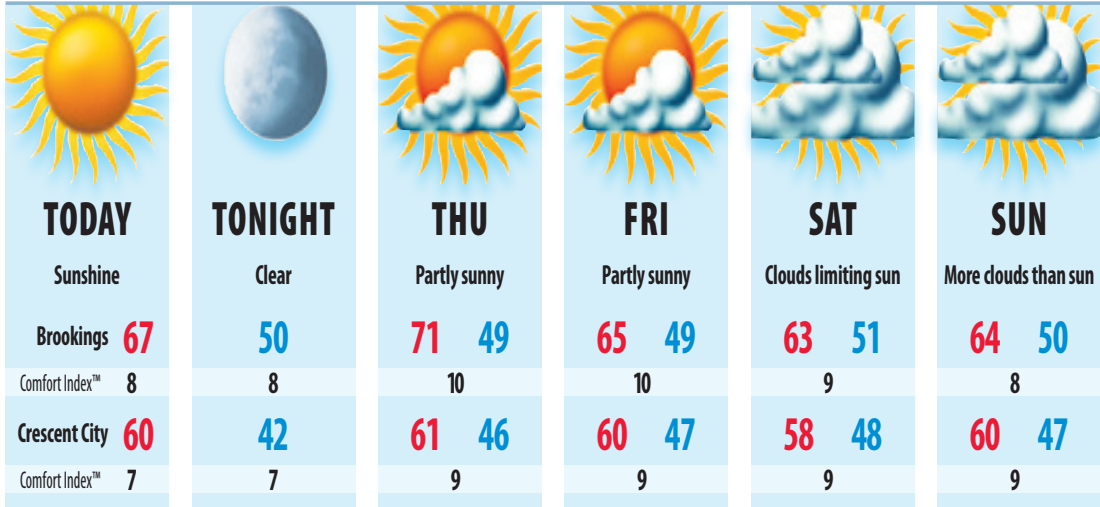 TODAY TONIGHT THU FRI SAT SUN
Sunshine Clear Partly sunny Partly sunny Clouds limiting sun More clouds than sun
Brookings 67 50 71 49 65 49 63 51 64 50
Comfort Index™ 8 8 10 10 9 8
Crescent City 60 42 61 46 60 47 58 48 60 47
Comfort Index™ 7 7 9 9 9 9